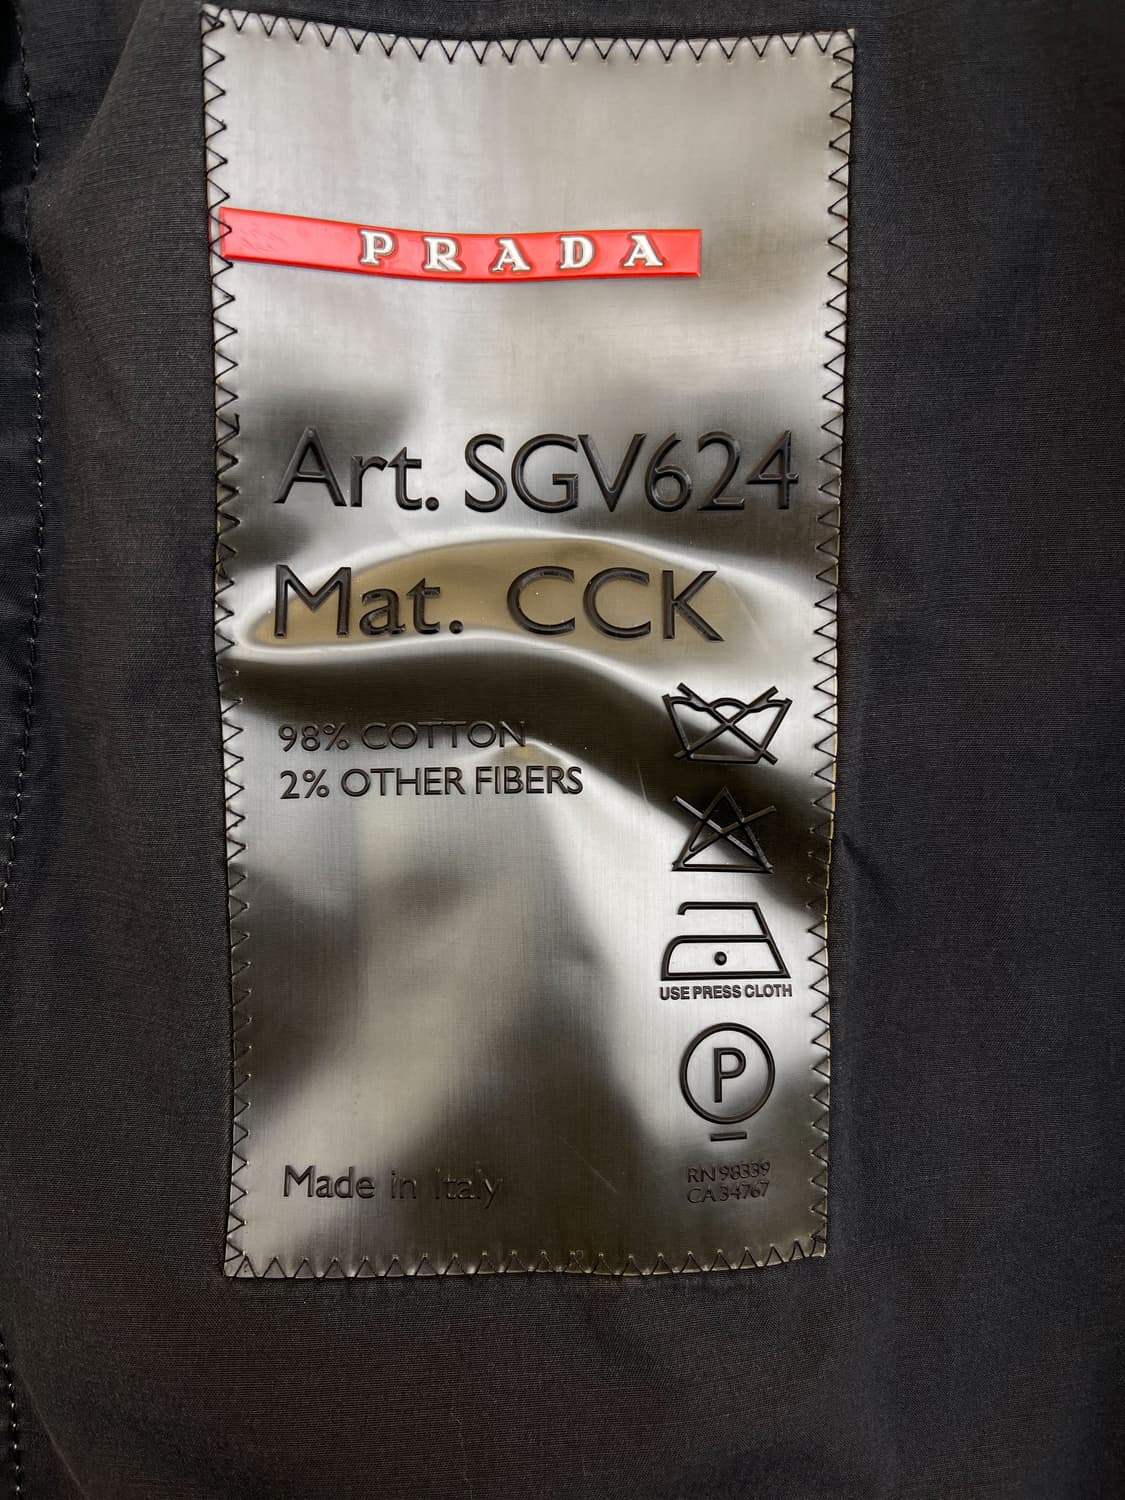 PRADA
Art. SGV624
Mat. CCK
98% COTTON
2% OTHER FIBERS
USE PRESS CLOTH
P
Made in Italy
RN 98339
CA 34767